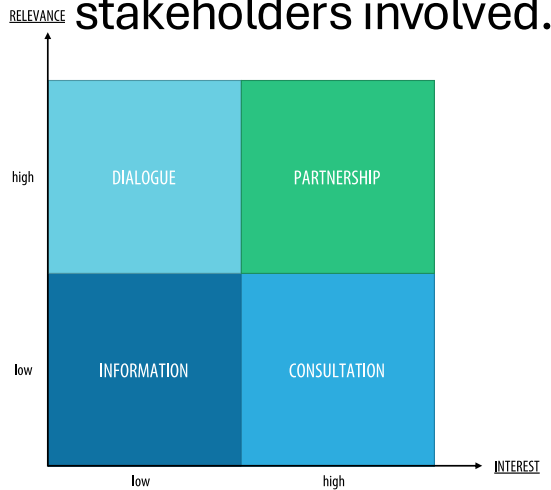 stakeholders involved.
RELEVANCE
high
DIALOGUE
PARTNERSHIP
low
INFORMATION
CONSULTATION
INTEREST
low
high